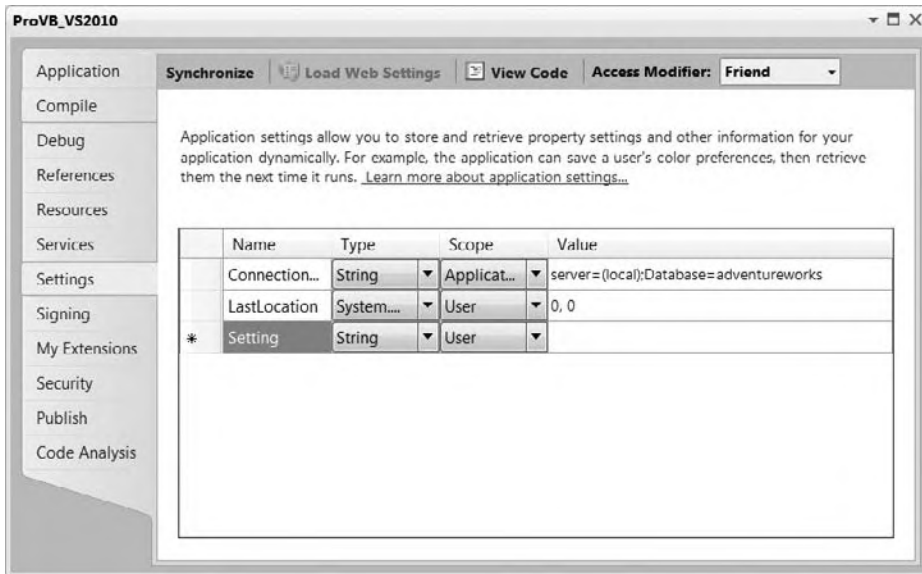 ProVB_VS2010
Application
Compile
Debug
References
Resources
Services
Settings
Signing
My Extensions
Security
Publish
Code Analysis
Synchronize Load Web Settings View Code Access Modifier: Friend
Application settings allow you to store and retrieve property settings and other information for your
application dynamically. For example, the application can save a user's color preferences, then retrieve
them the next time it runs. Learn more about application settings...
Name Type Scope Value
Connection... String Applicat... server=(local);Database=adventureworks
LastLocation System.... User 0, 0
* Setting String User